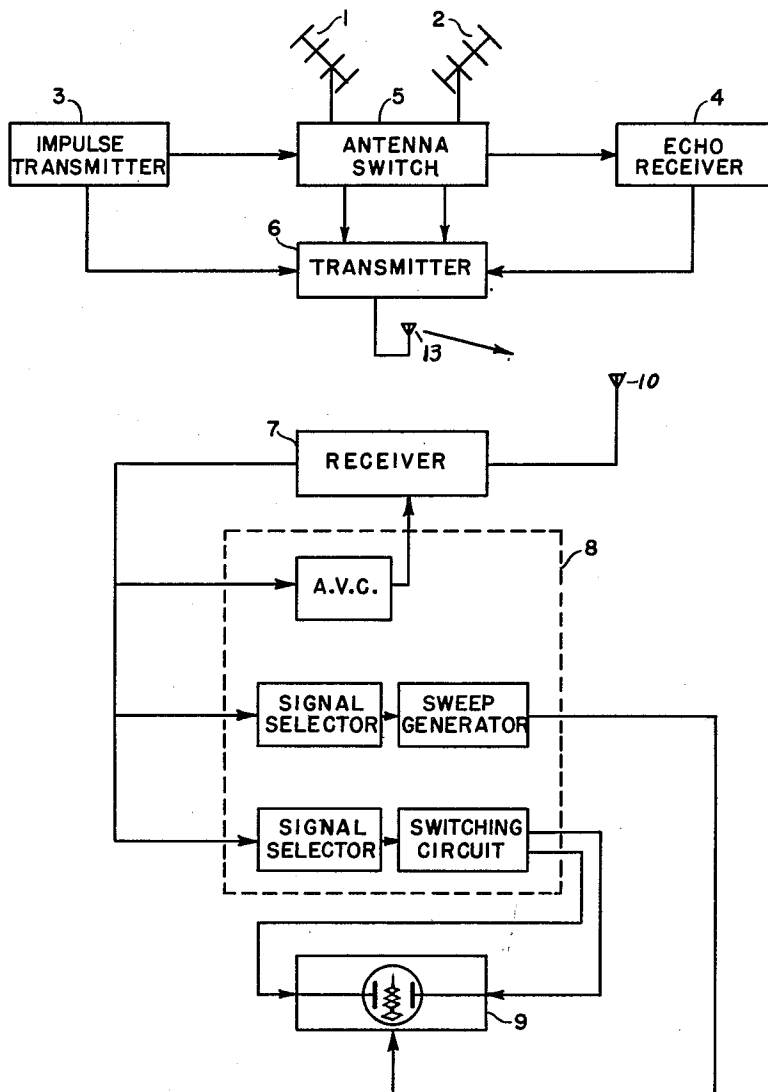 1
2
3
5
4
IMPULSE
TRANSMITTER
ANTENNA
SWITCH
ECHO
RECEIVER
6
TRANSMITTER
13
10
7
RECEIVER
8
A.V.C.
SIGNAL
SELECTOR
SWEEP
GENERATOR
SIGNAL
SELECTOR
SWITCHING
CIRCUIT
9